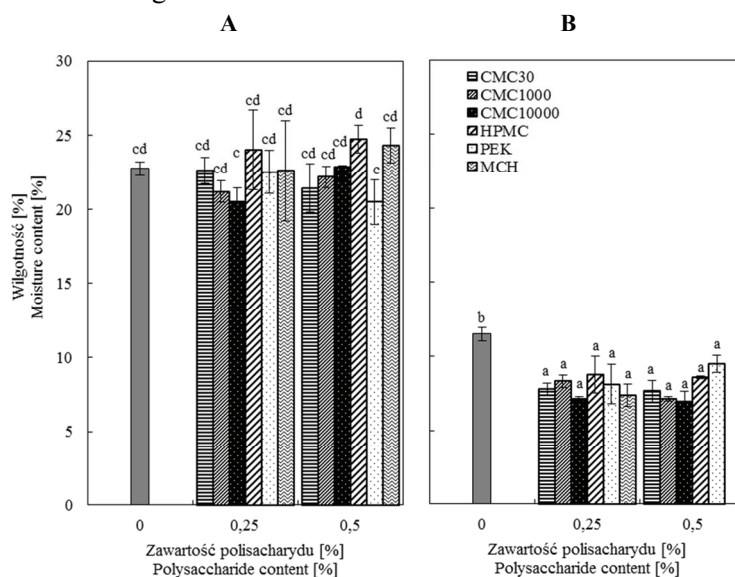 A B
30
25
20
15
10
5
0
Wilgotność [%]
Moisture content [%]
cd
cd cd c cd cd cd
cd cd cd d c cd
0 0,25 0,5
Zawartość polisacharydu [%]
Polysaccharide content [%]
CMC30
CMC1000
CMC10000
HPMC
PEK
MCH
b
a a a a a a
a a a a a
0 0,25 0,5
Zawartość polisacharydu [%]
Polysaccharide content [%]